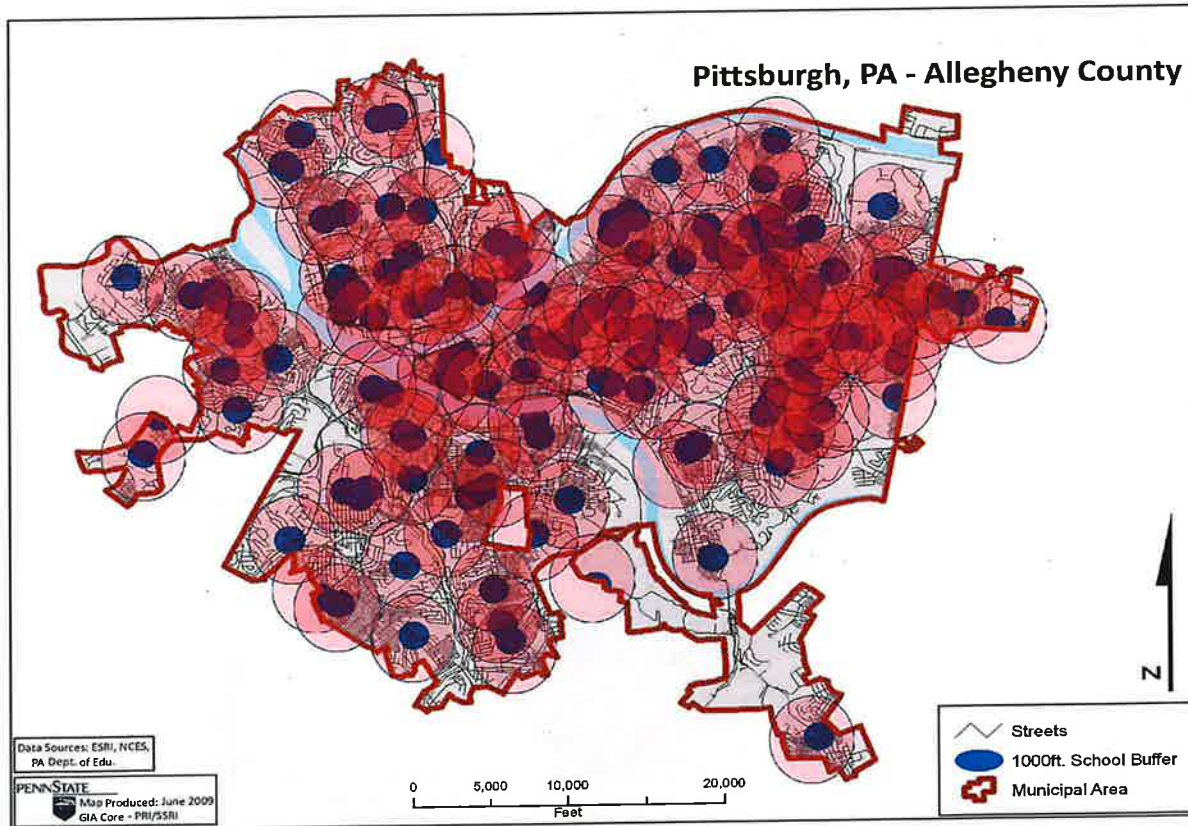 Pittsburgh, PA - Allegheny County
N
Streets
1000ft. School Buffer
Municipal Area
Data Sources: ESRI, NCES,
PA Dept. of Edu.
PENNSTATE
Map Produced: June 2009
GIA Core - PRI/SSRI
0 5,000 10,000 20,000
Feet